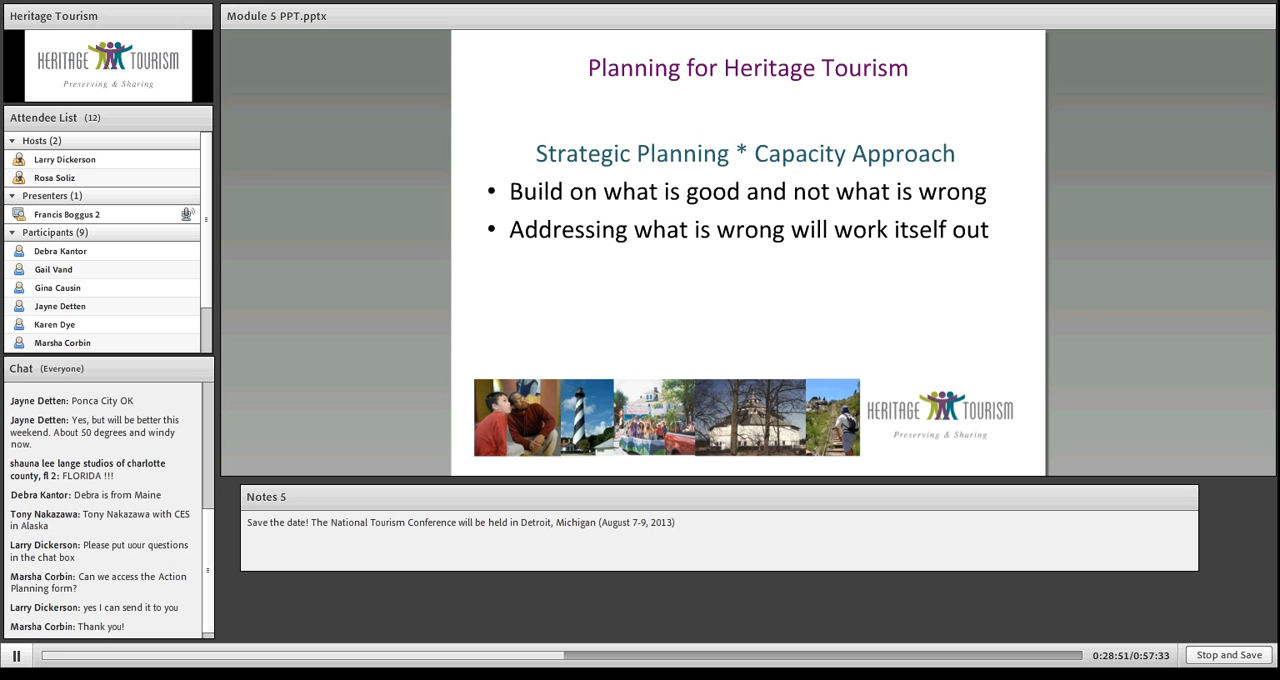 Heritage Tourism
HERITAGE TOURISM
Preserving & Sharing
Attendee List (12)
Hosts (2)
Larry Dickerson
Rosa Soliz
Presenters (1)
Francis Boggus 2
Participants (9)
Debra Kantor
Gail Vand
Gina Causin
Jayne Detten
Karen Dye
Marsha Corbin
Chat (Everyone)
Jayne Detten: Ponca City OK
Jayne Detten: Yes, but will be better this
weekend. About 50 degrees and windy
now.
shauna lee lange studios of charlotte
county, fl 2: FLORIDA !!!
Debra Kantor: Debra is from Maine
Tony Nakazawa: Tony Nakazawa with CES
in Alaska
Larry Dickerson: Please put uour questions
in the chat box
Marsha Corbin: Can we access the Action
Planning form?
Larry Dickerson: yes I can send it to you
Marsha Corbin: Thank you!
Module 5 PPT.pptx
Planning for Heritage Tourism
Strategic Planning * Capacity Approach
• Build on what is good and not what is wrong
• Addressing what is wrong will work itself out
HERITAGE TOURISM
Preserving & Sharing
Notes 5
Save the date! The National Tourism Conference will be held in Detroit, Michigan (August 7-9, 2013)
0:28:51/0:57:33
Stop and Save